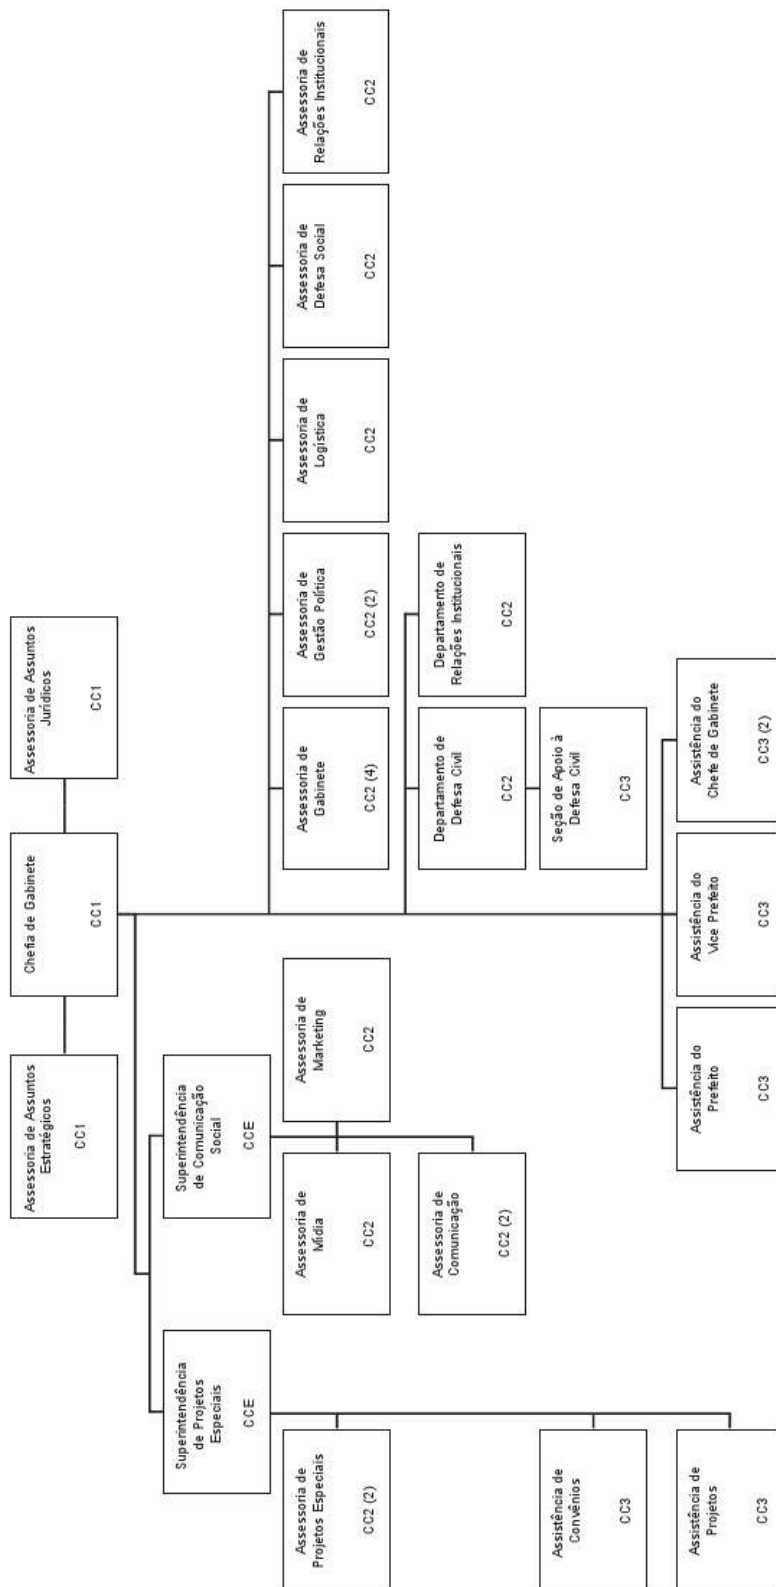 Assessoria de Assuntos
Estratégicos
CC1
Chefia de Gabinete
CC1
Assessoria de Assuntos
Jurídicos
CC1
Superintendência
de Projetos
Especiais
CCE
Superintendência
de Comunicação
Social
CCE
Assessoria de
Projetos Especiais
CC2 (2)
Assessoria de
Mídia
CC2
Assessoria de
Marketing
CC2
Assessoria de
Gabinete
CC2 (4)
Assessoria de
Gestão Política
CC2 (2)
Assessoria de
Logística
CC2
Assessoria de
Defesa Social
CC2
Assessoria de
Relações Institucionais
CC2
Assessoria de
Comunicação
CC2 (2)
Departamento de
Defesa Civil
CC2
Departamento de
Relações Institucionais
CC2
Assistência de
Convênios
CC3
Seção de Apoio à
Defesa Civil
CC3
Assistência de
Projetos
CC3
Assistência do
Prefeito
CC3
Assistência do
Vice Prefeito
CC3
Assistência do
Chefe de Gabinete
CC3 (2)